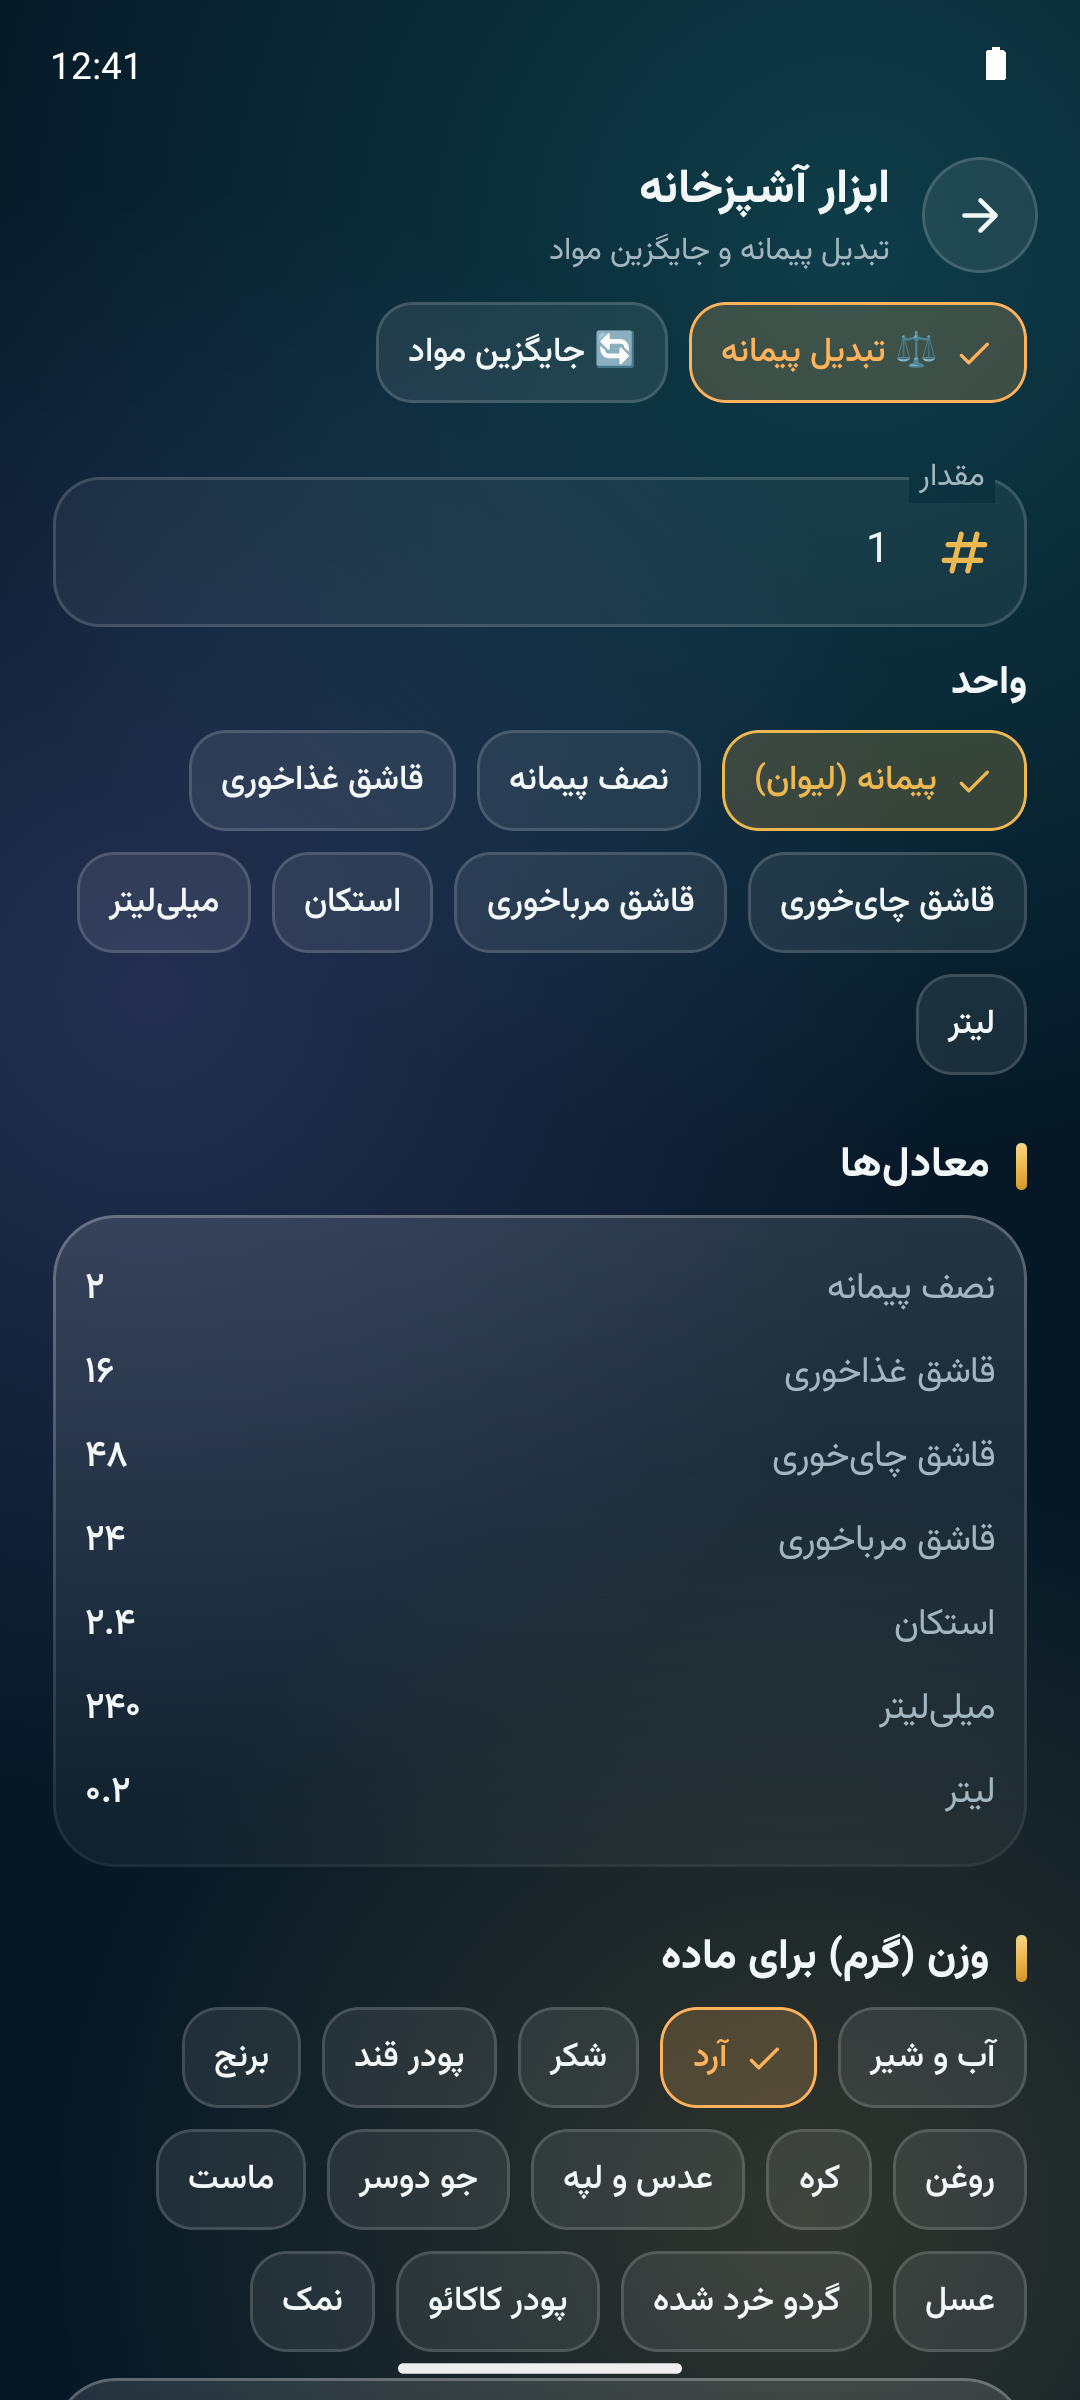 12:41
ابزار آشپزخانه
تبدیل پیمانه و جایگزین مواد
تبدیل پیمانه
جایگزین مواد
مقدار
1
واحد
پیمانه (لیوان)
نصف پیمانه
قاشق غذاخوری
قاشق چای‌خوری
قاشق مرباخوری
استکان
میلی‌لیتر
لیتر
معادل‌ها
نصف پیمانه ۲
قاشق غذاخوری ۱۶
قاشق چای‌خوری ۴۸
قاشق مرباخوری ۲۴
استکان ۲.۴
میلی‌لیتر ۲۴۰
لیتر ۰.۲
وزن (گرم) برای ماده
آب و شیر
آرد
شکر
پودر قند
برنج
روغن
کره
عدس و لپه
جو دوسر
ماست
عسل
گردو خرد شده
پودر کاکائو
نمک